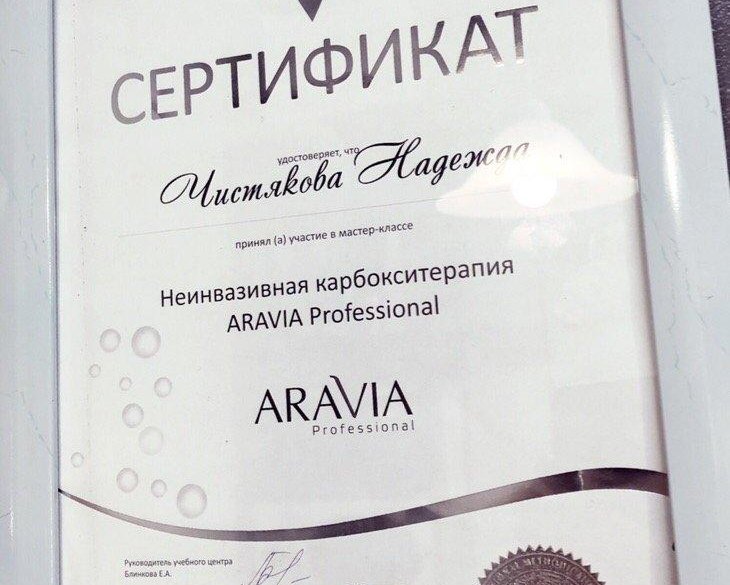 СЕРТИФИКАТ
удостоверяет, что
Чистякова Надежда
принял (а) участие в мастер-классе
Неинвазивная карбокситерапия
ARAVIA Professional
ARAVIA
Professional
Руководитель учебного центра
Блинкова Е.А.